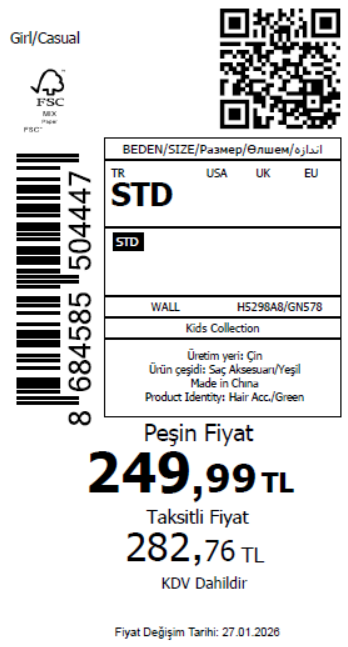 Girl/Casual
FSC
MIX
Paper
FSC™
BEDEN/SIZE/Размер/Өлшем/اندازه
TR USA UK EU
STD
STD
WALL H5298A8/GN578
Kids Collection
Üretim yeri: Çin
Ürün çeşidi: Saç Aksesuarı/Yeşil
Made in China
Product Identity: Hair Acc./Green
8 684585 504447
Peşin Fiyat
249,99 TL
Taksitli Fiyat
282,76 TL
KDV Dahildir
Fiyat Değişim Tarihi: 27.01.2026